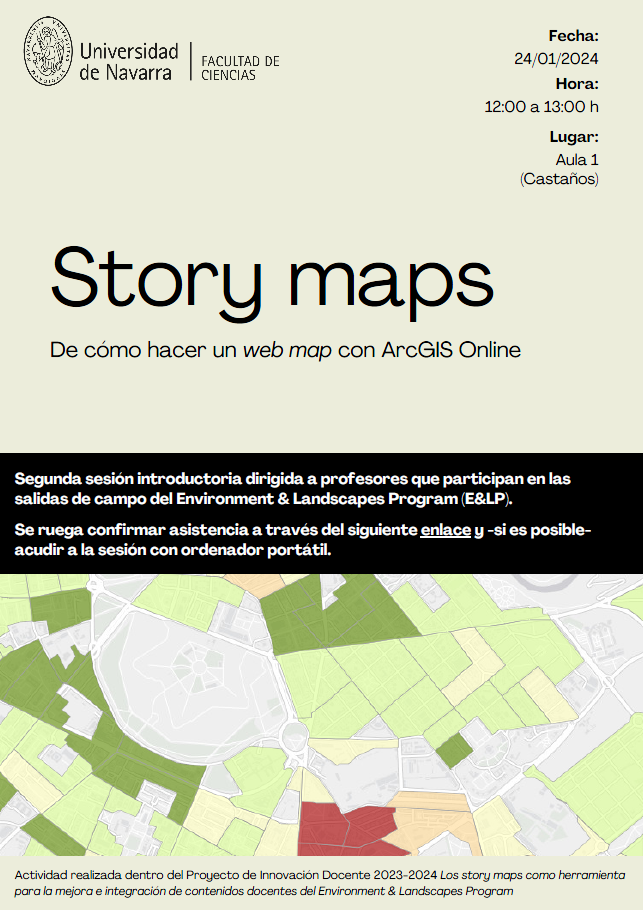 Universidad
de Navarra
FACULTAD DE
CIENCIAS
Fecha:
24/01/2024
Hora:
12:00 a 13:00 h
Lugar:
Aula 1
(Castaños)
Story maps
De cómo hacer un web map con ArcGIS Online
Segunda sesión introductoria dirigida a profesores que participan en las
salidas de campo del Environment & Landscapes Program (E&LP).
Se ruega confirmar asistencia a través del siguiente enlace y -si es posible-
acudir a la sesión con ordenador portátil.
Actividad realizada dentro del Proyecto de Innovación Docente 2023-2024 Los story maps como herramienta
para la mejora e integración de contenidos docentes del Environment & Landscapes Program